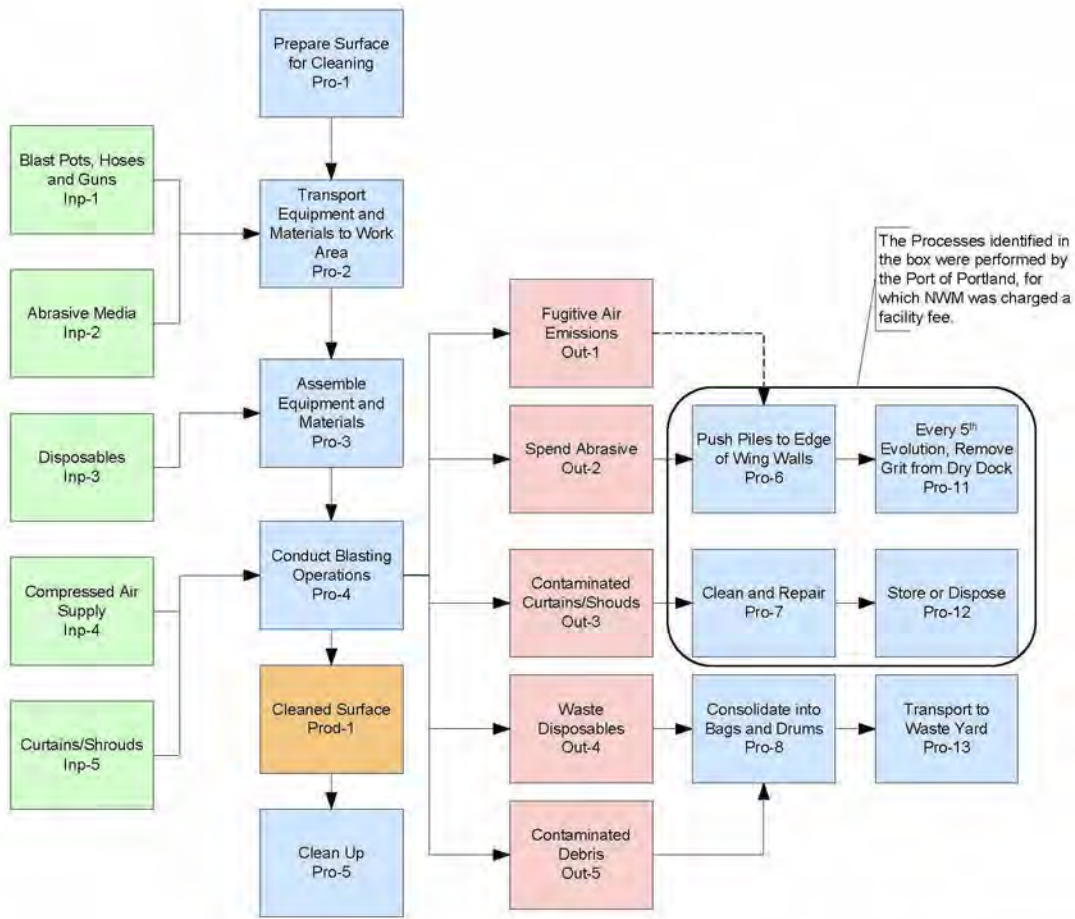 Prepare Surface
for Cleaning
Pro-1
Blast Pots, Hoses
and Guns
Inp-1
Transport
Equipment and
Materials to Work
Area
Pro-2
Abrasive Media
Inp-2
Assemble
Equipment and
Materials
Pro-3
Disposables
Inp-3
Conduct Blasting
Operations
Pro-4
Compressed Air
Supply
Inp-4
Cleaned Surface
Prod-1
Curtains/Shrouds
Inp-5
Clean Up
Pro-5
Fugitive Air
Emissions
Out-1
Spend Abrasive
Out-2
Contaminated
Curtains/Shouds
Out-3
Waste
Disposables
Out-4
Contaminated
Debris
Out-5
The Processes identified in
the box were performed by
the Port of Portland, for
which NWM was charged a
facility fee.
Push Piles to Edge
of Wing Walls
Pro-6
Every 5th
Evolution, Remove
Grit from Dry Dock
Pro-11
Clean and Repair
Pro-7
Store or Dispose
Pro-12
Consolidate into
Bags and Drums
Pro-8
Transport to
Waste Yard
Pro-13